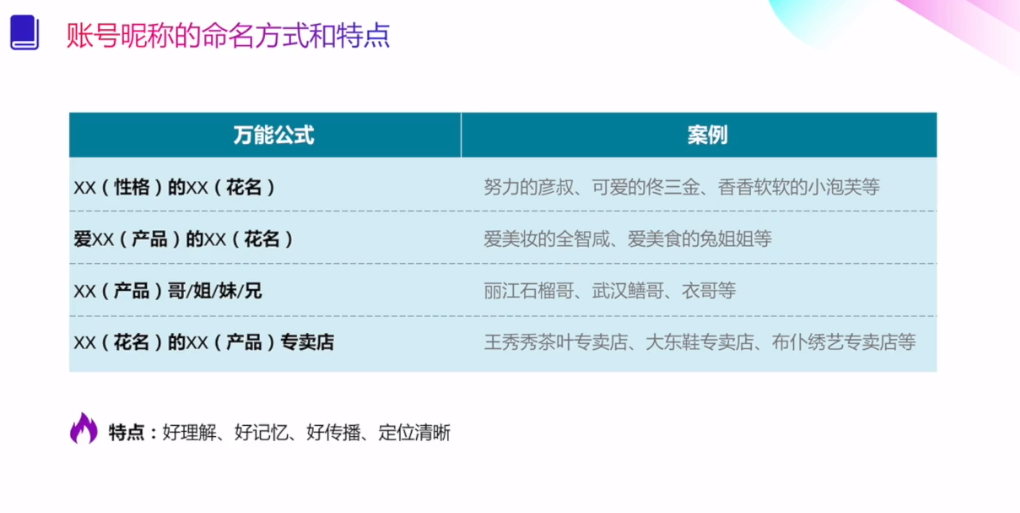 账号昵称的命名方式和特点
万能公式 案例
XX（性格）的XX（花名） 努力的彦叔、可爱的佟三金、香香软软的小泡芙等
爱XX（产品）的XX（花名） 爱美妆的全智咸、爱美食的兔姐姐等
XX（产品）哥/姐/妹/兄 丽江石榴哥、武汉鳝哥、衣哥等
XX（花名）的XX（产品）专卖店 王秀秀茶叶专卖店、大东鞋专卖店、布仆绣艺专卖店等
特点：好理解、好记忆、好传播、定位清晰